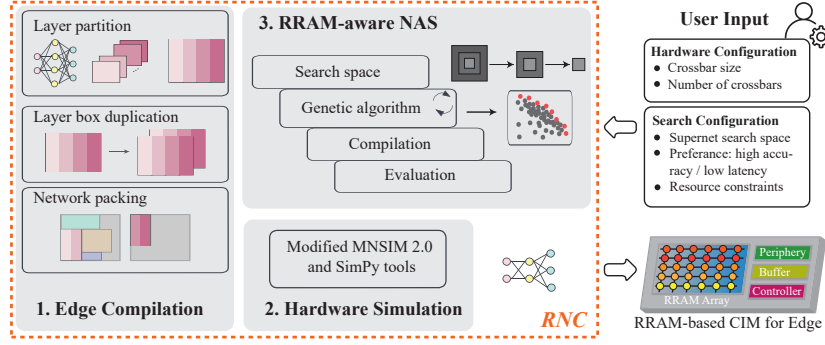 Layer partition
Layer box duplication
Network packing
1. Edge Compilation
3. RRAM-aware NAS
Search space
Genetic algorithm
Compilation
Evaluation
Modified MNSIM 2.0
and SimPy tools
2. Hardware Simulation
RNC
User Input
Hardware Configuration
• Crossbar size
• Number of crossbars
Search Configuration
• Supernet search space
• Preferance: high accu-
racy / low latency
• Resource constraints
Periphery
Buffer
Controller
RRAM Array
RRAM-based CIM for Edge